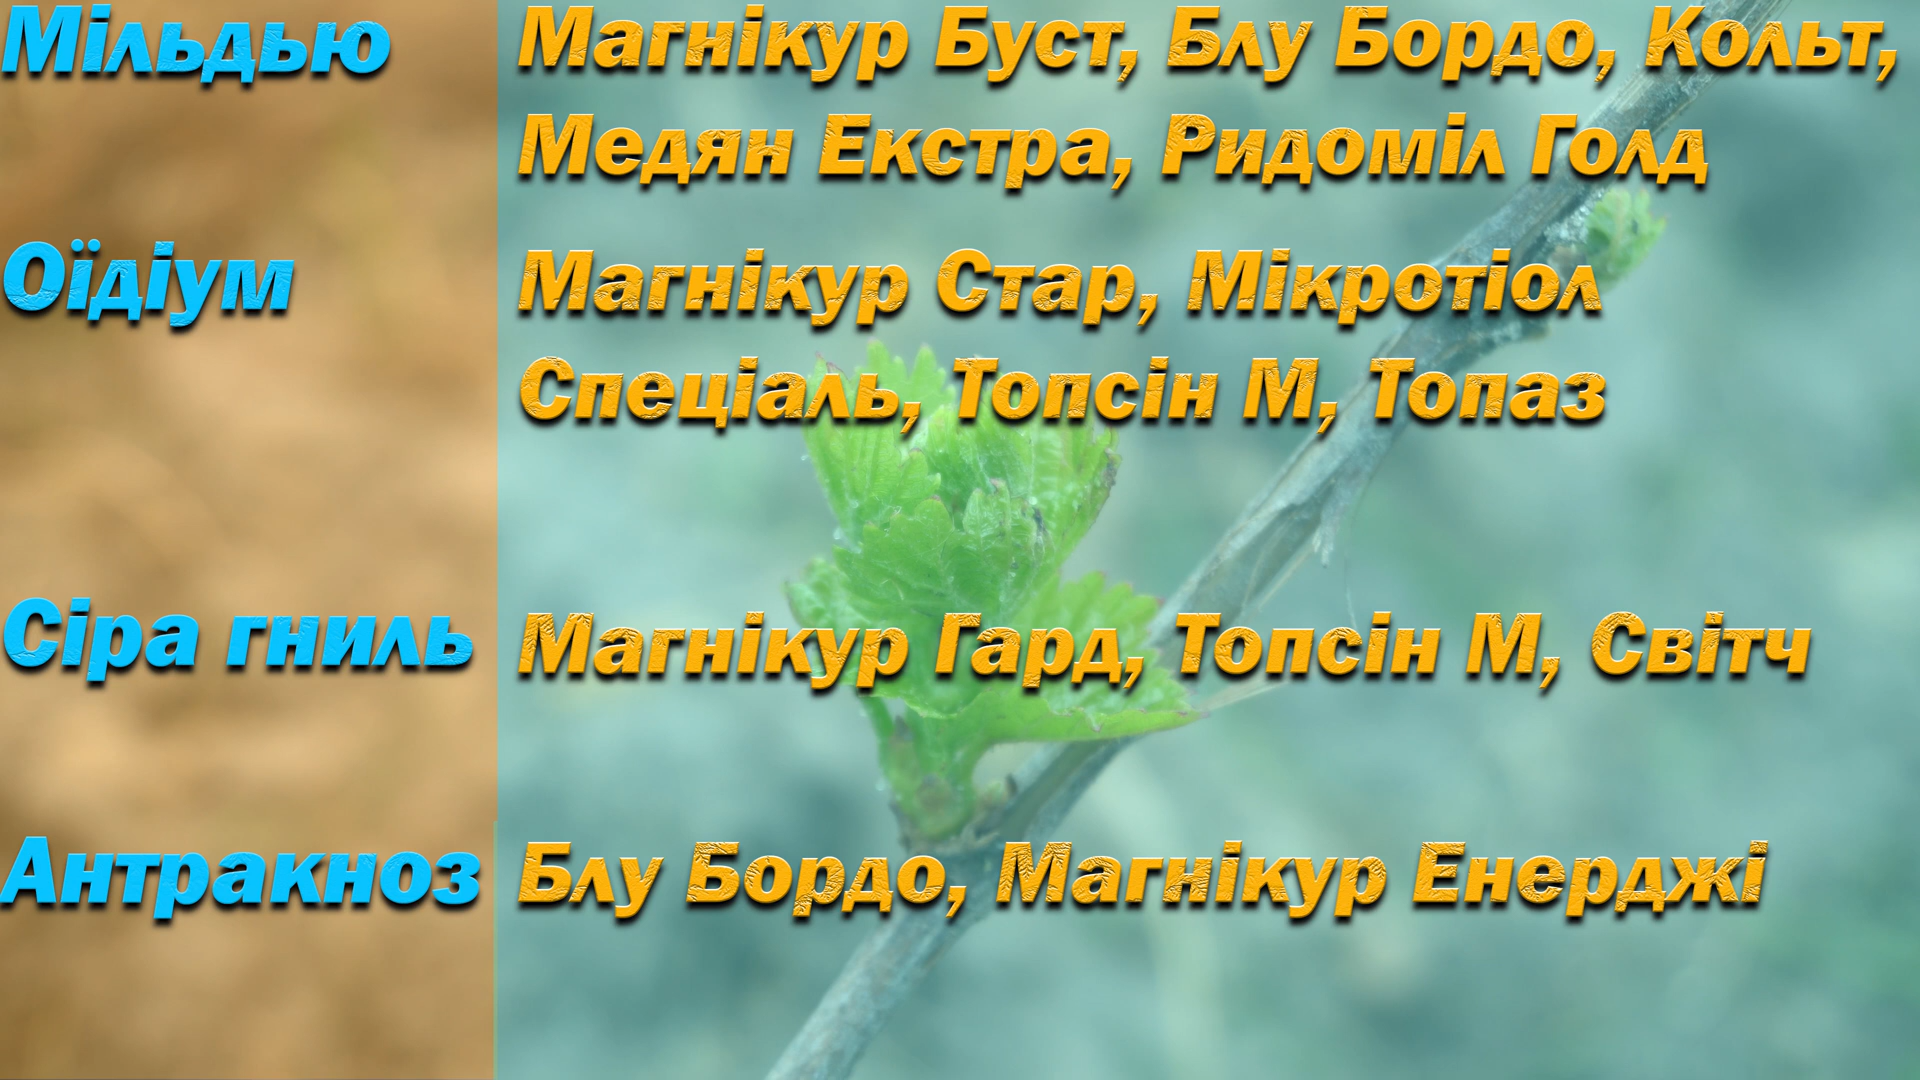 Мільдью
Магнікур Буст, Блу Бордо, Кольт,
Медян Екстра, Ридоміл Голд
Оїдіум
Магнікур Стар, Мікротіол
Спеціаль, Топсін М, Топаз
Сіра гниль
Магнікур Гард, Топсін М, Світч
Антракноз
Блу Бордо, Магнікур Енерджі